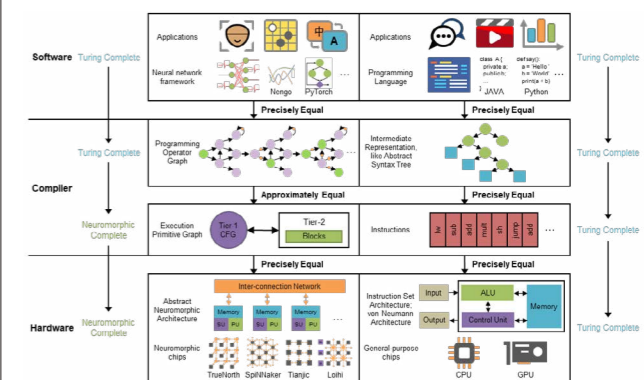 Software
Turing Complete
Applications
中
A
Neural network
framework
Nengo
PyTorch
...
Applications
Programming
Language
class A {
private a;
publich;
...
}
JAVA
def say():
a = 'Hello'
b = 'World'
print(a + b)
Python
...
Turing Complete
Precisely Equal
Precisely Equal
Compiler
Turing Complete
Programming
Operator
Graph
...
Intermediate
Representation,
like Abstract
Syntax Tree
Turing Complete
Approximately Equal
Precisely Equal
Neuromorphic
Complete
Execution
Primitive Graph
Tier 1
CFG
Tier-2
Blocks
Instructions
lw
sub
add
mult
sh
jump
add
...
Turing Complete
Precisely Equal
Precisely Equal
Hardware
Neuromorphic
Complete
Abstract
Neuromorphic
Architecture
Inter-connection Network
Memory
Memory
Memory
SU PU
SU PU
SU PU
...
Neuromorphic
chips
TrueNorth
SpiNNaker
Tianjic
Loihi
Instruction Set
Architecture;
von Neumann
Architecture
Input
Output
ALU
Control Unit
Memory
General purpose
chips
CPU
GPU
Turing Complete